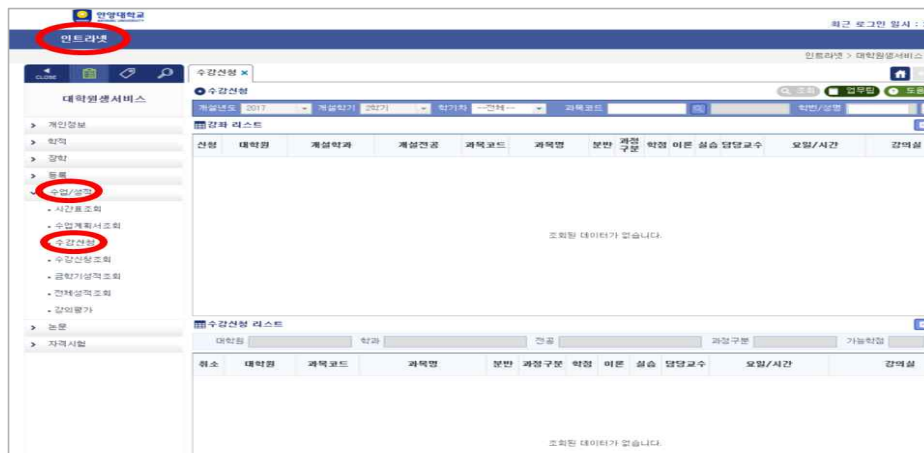 안양대학교
최근 로그인 일시 :
인트라넷
인트라넷 > 대학원생서비스
CLOSE
수강신청 ×
대학원생서비스
수강신청
조회 업무팁 도움
개설년도 2017 개설학기 2학기 학기차 --전체-- 과목코드 학번/성명
> 개인정보
강좌 리스트
> 학적
신청 대학원 개설학과 개설전공 과목코드 과목명 분반 과정구분 학점 이론 실습 담당교수 요일/시간 강의실
> 장학
> 등록
수업/성적
• 시간표조회
• 수업계획서조회
조회된 데이터가 없습니다.
• 수강신청
• 수강신청조회
• 금학기성적조회
• 전체성적조회
• 강의평가
> 논문
수강신청 리스트
> 자격시험
대학원 학과 전공 과정구분 가능학점
취소 대학원 과목코드 과목명 분반 과정구분 학점 이론 실습 담당교수 요일/시간 강의실
조회된 데이터가 없습니다.